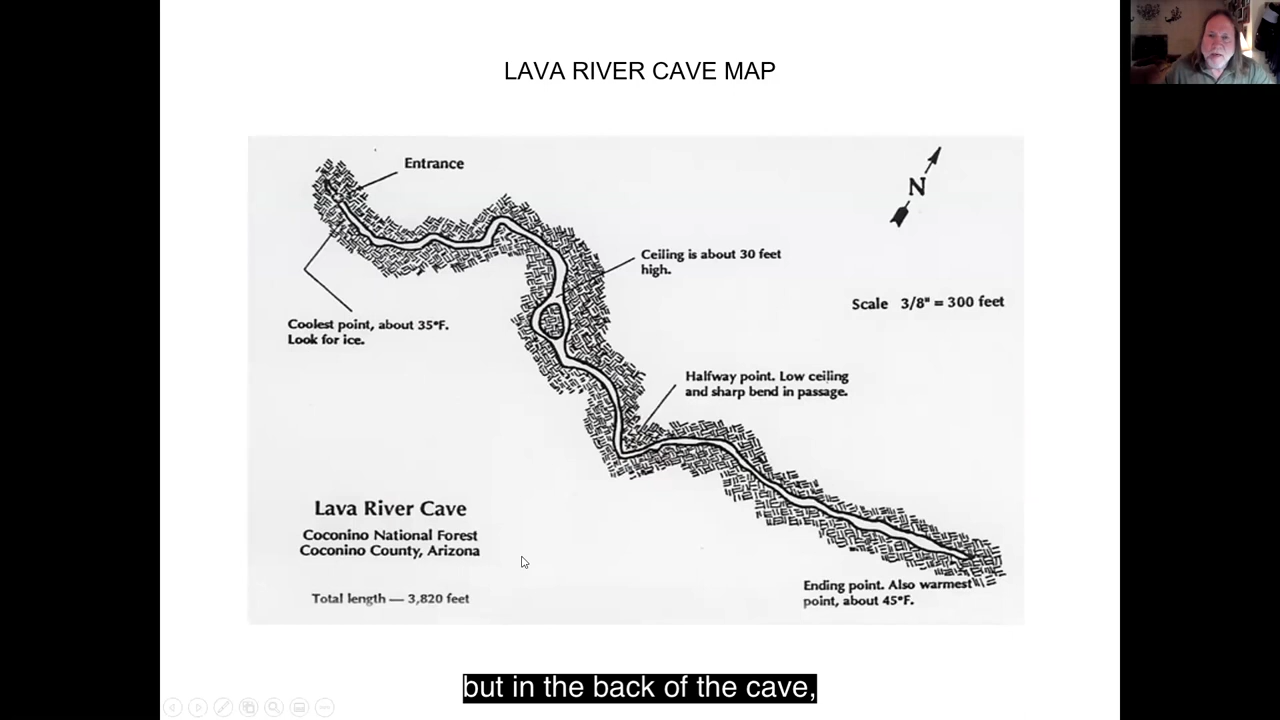 LAVA RIVER CAVE MAP
Entrance
N
Ceiling is about 30 feet
high.
Scale 3/8" = 300 feet
Coolest point, about 35°F.
Look for ice.
Halfway point. Low ceiling
and sharp bend in passage.
Lava River Cave
Coconino National Forest
Coconino County, Arizona
Ending point. Also warmest
point, about 45°F.
Total length — 3,820 feet
but in the back of the cave,